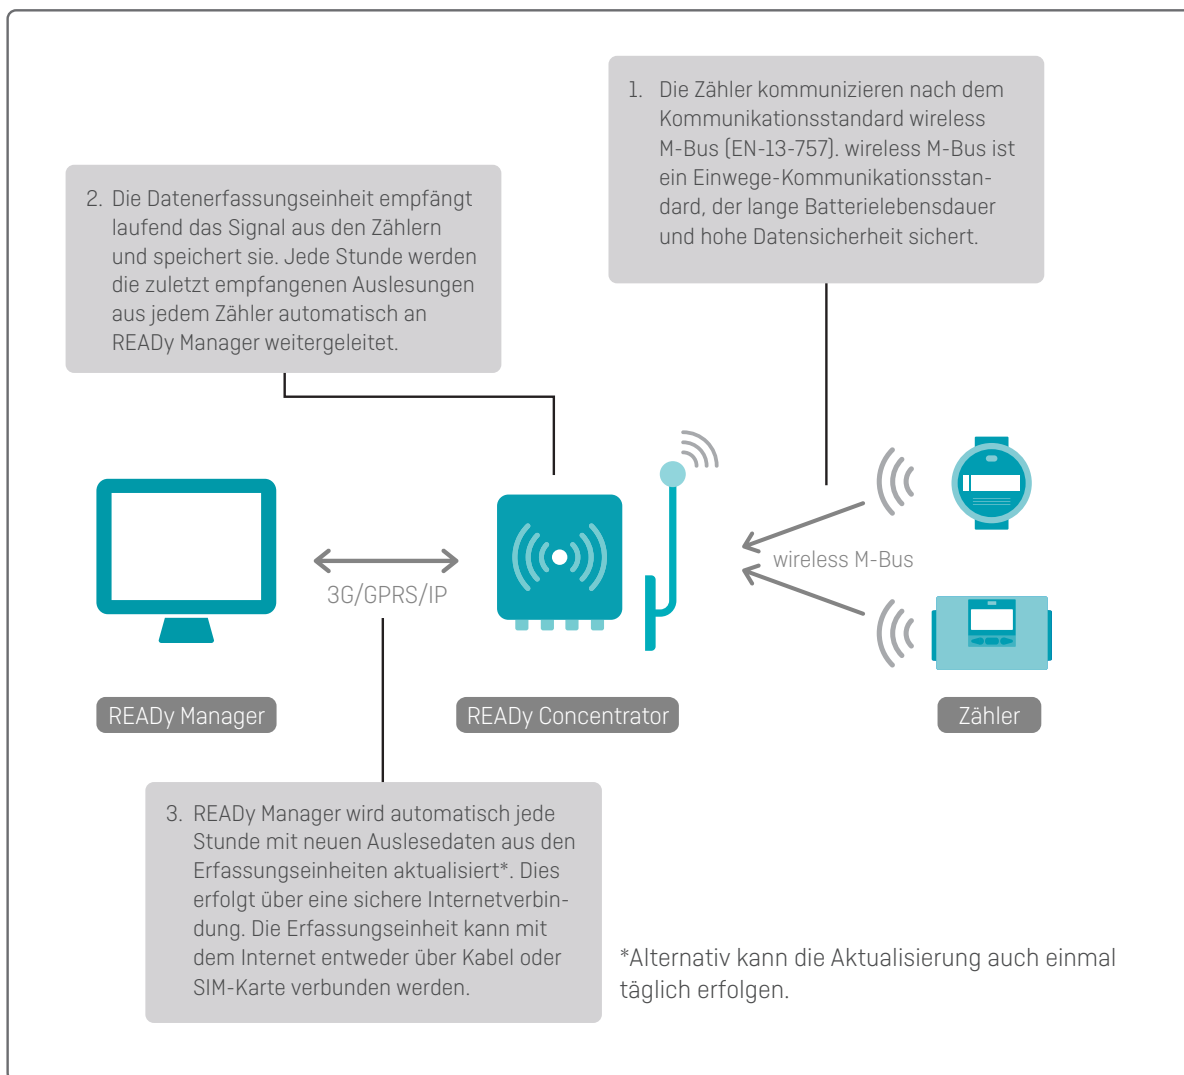 1. Die Zähler kommunizieren nach dem
Kommunikationsstandard wireless
M-Bus (EN-13-757). wireless M-Bus ist
ein Einwege-Kommunikationsstan-
dard, der lange Batterielebensdauer
und hohe Datensicherheit sichert.
2. Die Datenerfassungseinheit empfängt
laufend das Signal aus den Zählern
und speichert sie. Jede Stunde werden
die zuletzt empfangenen Auslesungen
aus jedem Zähler automatisch an
READy Manager weitergeleitet.
wireless M-Bus
3G/GPRS/IP
READy Manager
READy Concentrator
Zähler
3. READy Manager wird automatisch jede
Stunde mit neuen Auslesedaten aus den
Erfassungseinheiten aktualisiert*. Dies
erfolgt über eine sichere Internetverbin-
dung. Die Erfassungseinheit kann mit
dem Internet entweder über Kabel oder
SIM-Karte verbunden werden.
*Alternativ kann die Aktualisierung auch einmal
täglich erfolgen.